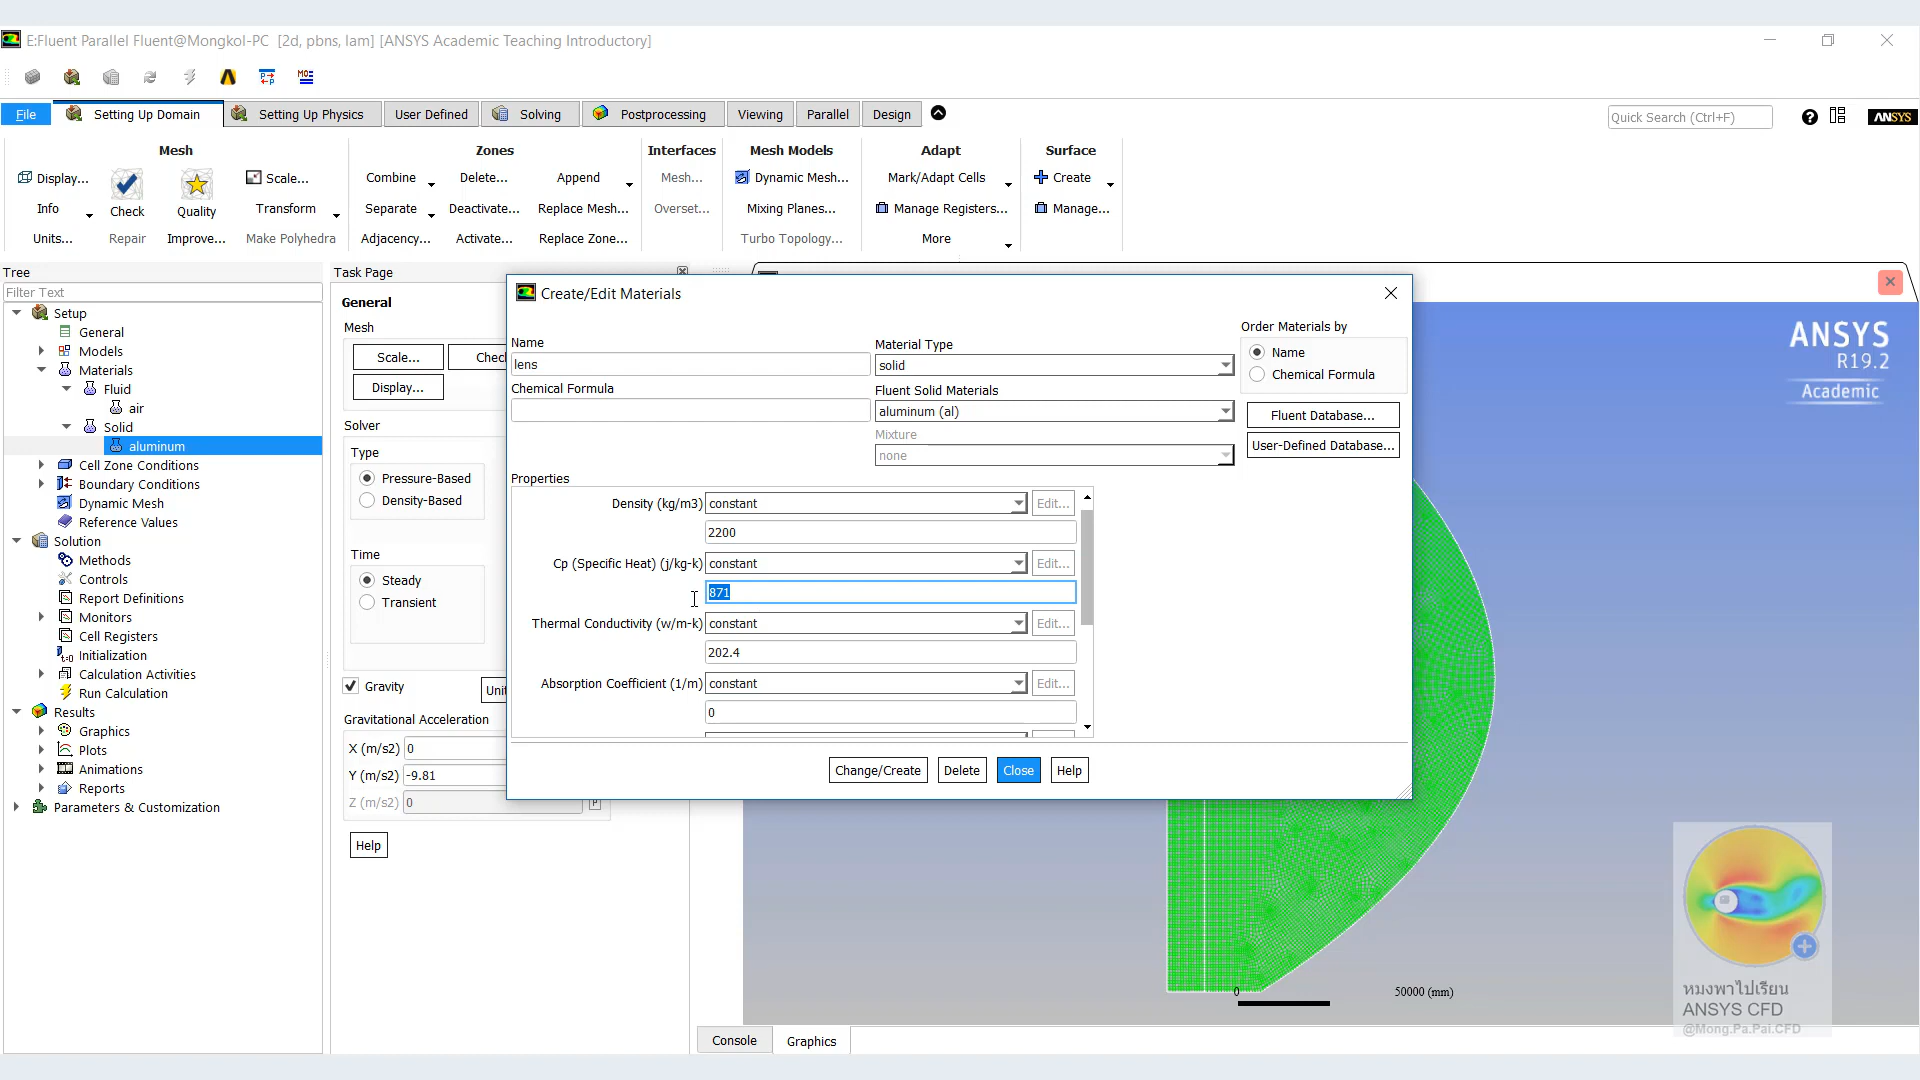 E:Fluent Parallel Fluent@Mongkol-PC [2d, pbns, lam] [ANSYS Academic Teaching Introductory]
File
Setting Up Domain
Setting Up Physics
User Defined
Solving
Postprocessing
Viewing
Parallel
Design
Quick Search (Ctrl+F)
ANSYS
Mesh
Zones
Interfaces
Mesh Models
Adapt
Surface
Display...
Scale...
Combine
Delete...
Append
Mesh...
Dynamic Mesh...
Mark/Adapt Cells
Create
Info
Check
Quality
Transform
Separate
Deactivate...
Replace Mesh...
Overset...
Mixing Planes...
Manage Registers...
Manage...
Units...
Repair
Improve...
Make Polyhedra
Adjacency...
Activate...
Replace Zone...
Turbo Topology...
More
Tree
Filter Text
Setup
General
Models
Materials
Fluid
air
Solid
aluminum
Cell Zone Conditions
Boundary Conditions
Dynamic Mesh
Reference Values
Solution
Methods
Controls
Report Definitions
Monitors
Cell Registers
Initialization
Calculation Activities
Run Calculation
Results
Graphics
Plots
Animations
Reports
Parameters & Customization
Task Page
General
Mesh
Scale...
Display...
Solver
Type
Pressure-Based
Density-Based
Time
Steady
Transient
Gravity
Gravitational Acceleration
X (m/s2) 0
Y (m/s2) -9.81
Z (m/s2) 0
P
Help
Create/Edit Materials
Name
lens
Chemical Formula
Material Type
solid
Fluent Solid Materials
aluminum (al)
Mixture
none
Order Materials by
Name
Chemical Formula
Fluent Database...
User-Defined Database...
Properties
Density (kg/m3) constant Edit...
2200
Cp (Specific Heat) (j/kg-k) constant Edit...
871
Thermal Conductivity (w/m-k) constant Edit...
202.4
Absorption Coefficient (1/m) constant Edit...
0
Change/Create
Delete
Close
Help
ANSYS
R19.2
Academic
0
50000 (mm)
หมงพาไปเรียน
ANSYS CFD
@Mong.Pa.Pai.CFD
Console
Graphics